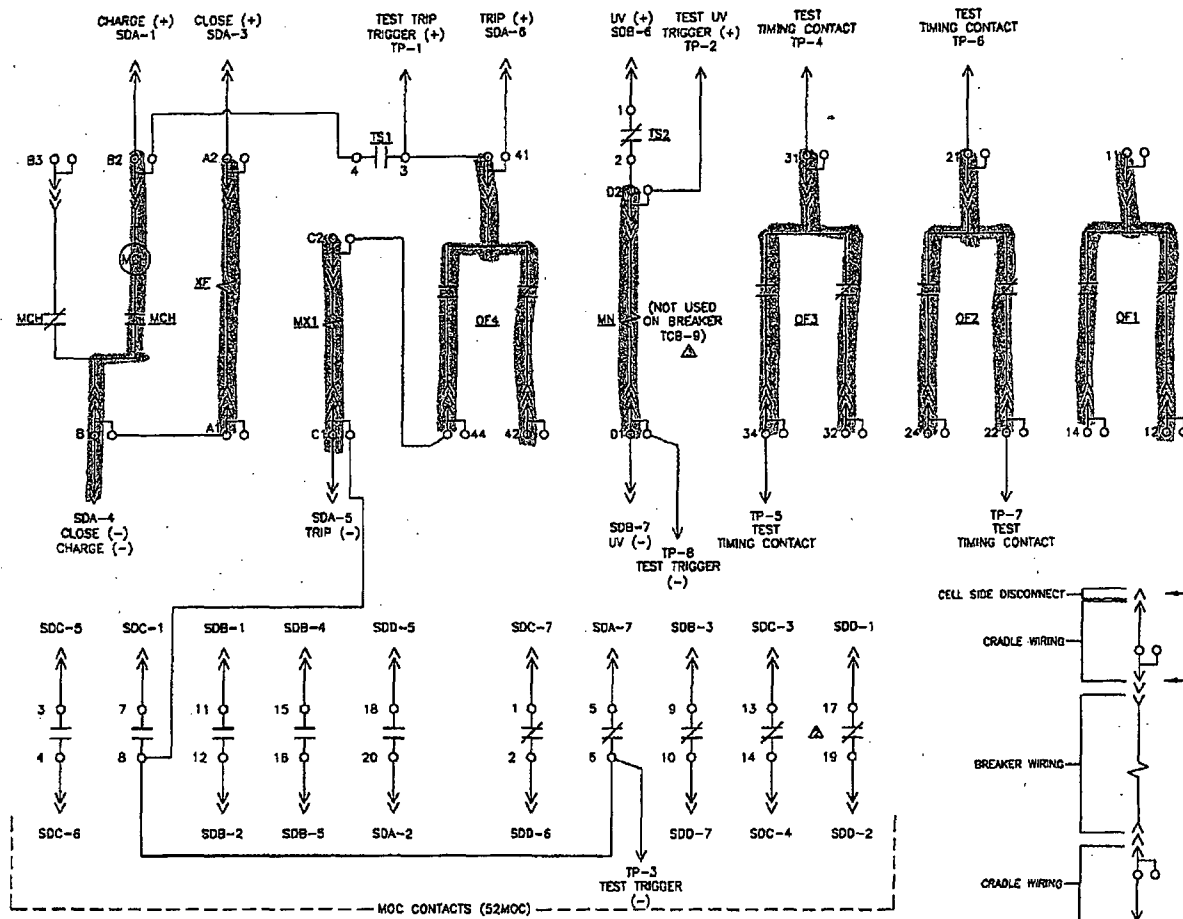 CHARGE (+)
SDA-1
CLOSE (+)
SDA-3
TEST TRIP
TRIGGER (+)
TP-1
TRIP (+)
SDA-6
UV (+)
SDB-6
TEST UV
TRIGGER (+)
TP-2
TEST
TIMING CONTACT
TP-4
TEST
TIMING CONTACT
TP-6
B3
B2
A2
TS1
4
3
41
1
TS2
2
D2
31
21
11
C2
M
XF
MCH
MCH
MX1
OF4
MN
(NOT USED
ON BREAKER
TCB-9)
OF3
OF2
OF1
B1
A1
C1
44
42
D1
34
32
24
22
14
12
SDA-4
CLOSE (-)
CHARGE (-)
SDA-5
TRIP (-)
SDB-7
UV (-)
TP-8
TEST TRIGGER
(-)
TP-5
TEST
TIMING CONTACT
TP-7
TEST
TIMING CONTACT
CELL SIDE DISCONNECT
CRADLE WIRING
BREAKER WIRING
CRADLE WIRING
SDC-5
SDC-1
SDB-1
SDB-4
SDD-5
SDC-7
SDA-7
SDB-3
SDC-3
SDD-1
3
7
11
15
18
1
5
9
13
17
4
8
12
16
20
2
6
10
14
19
SDC-6
SDB-2
SDB-5
SDA-2
SDD-6
SDD-7
SDC-4
SDD-2
TP-3
TEST TRIGGER
(-)
MOC CONTACTS (52MOC)